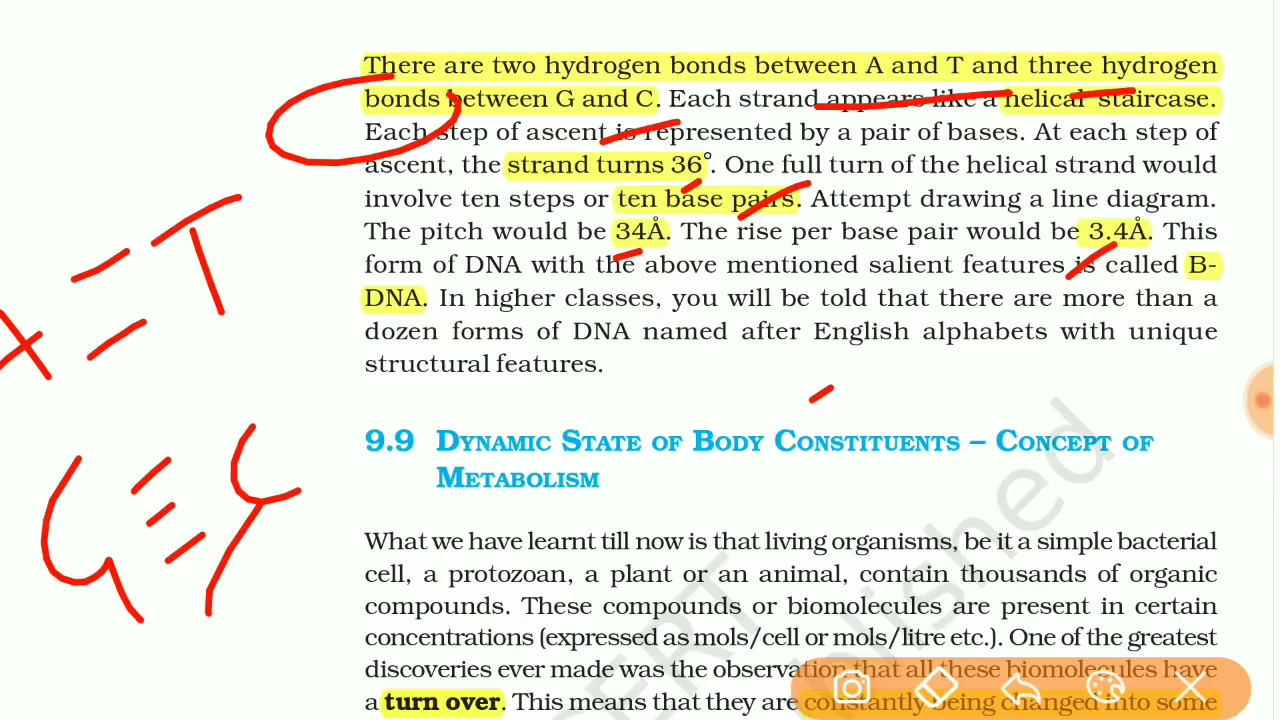 There are two hydrogen bonds between A and T and three hydrogen
bonds between G and C. Each strand appears like a helical staircase.
Each step of ascent is represented by a pair of bases. At each step of
ascent, the strand turns 36°. One full turn of the helical strand would
involve ten steps or ten base pairs. Attempt drawing a line diagram.
The pitch would be 34Å. The rise per base pair would be 3.4Å. This
form of DNA with the above mentioned salient features is called B-
DNA. In higher classes, you will be told that there are more than a
dozen forms of DNA named after English alphabets with unique
structural features.
A = T
G ≡ C
9.9 Dynamic State of Body Constituents – Concept of
Metabolism
What we have learnt till now is that living organisms, be it a simple bacterial
cell, a protozoan, a plant or an animal, contain thousands of organic
compounds. These compounds or biomolecules are present in certain
concentrations (expressed as mols/cell or mols/litre etc.). One of the greatest
discoveries ever made was the observation that all these biomolecules have
a turn over. This means that they are constantly being changed into some